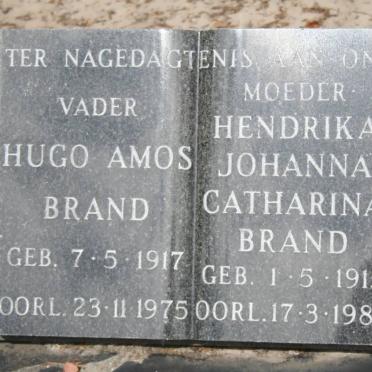 TER NAGEDAGTENIS AAN
VADER
HUGO AMOS
BRAND
GEB. 7·5·1917
OORL. 23·11·1975
MOEDER
HENDRIKA
JOHANNA
CATHARINA
BRAND
GEB. 1·5·191
OORL. 17·3·198